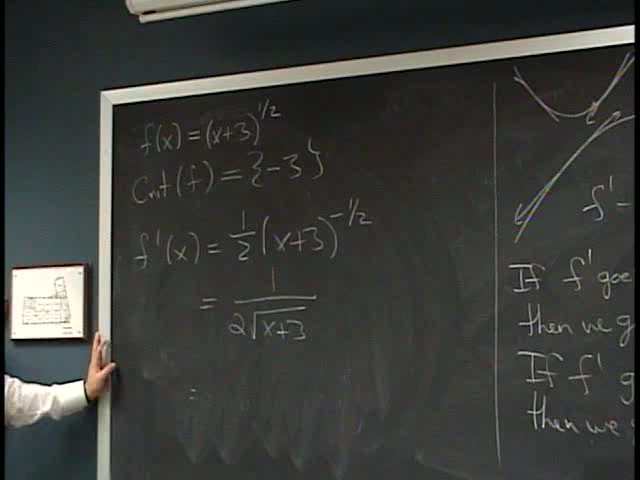 f(x) = (x+3)^1/2
Crit(f) = {-3}
f'(x) = 1/2 (x+3)^-1/2
= 1/2√x+3
=
f' -
If f' goe
then we g
If f' g
then we g